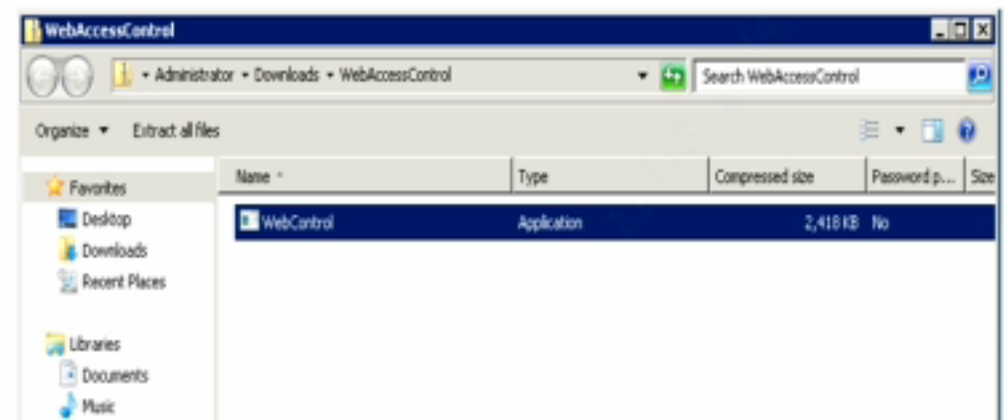 WebAccessControl
Administrator Downloads WebAccessControl Search WebAccessControl
Organize Extract all files
Name Type Compressed size Password p... Size
WebControl Application 2,418 KB No
Favorites
Desktop
Downloads
Recent Places
Libraries
Documents
Music